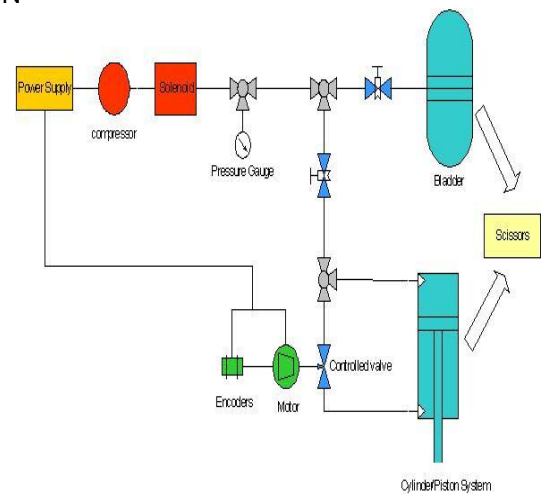 N
Power Supply
compressor
Solenoid
Pressure Gauge
Bladder
Scissors
Controlled valve
Encoders
Motor
Cylinder/Piston System